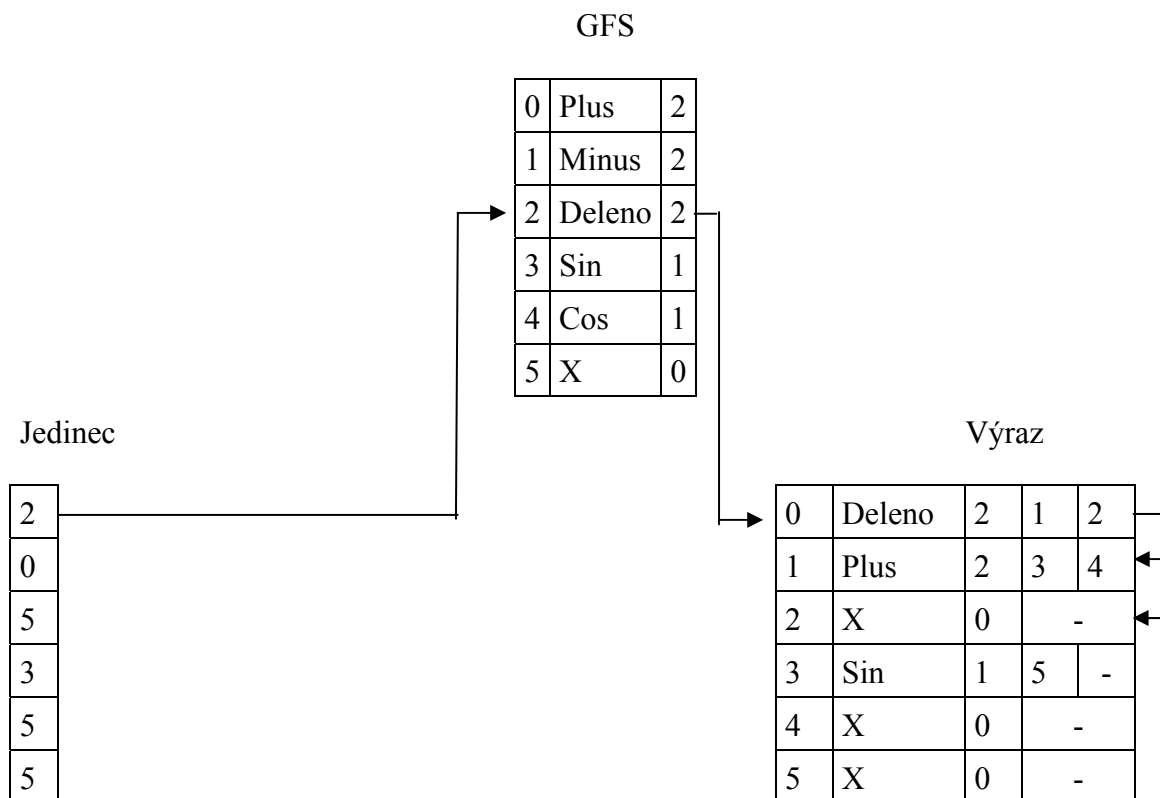 GFS
0 Plus 2
1 Minus 2
2 Deleno 2
3 Sin 1
4 Cos 1
5 X 0
Jedinec
2
0
5
3
5
5
Výraz
0 Deleno 2 1 2
1 Plus 2 3 4
2 X 0 -
3 Sin 1 5 -
4 X 0 -
5 X 0 -